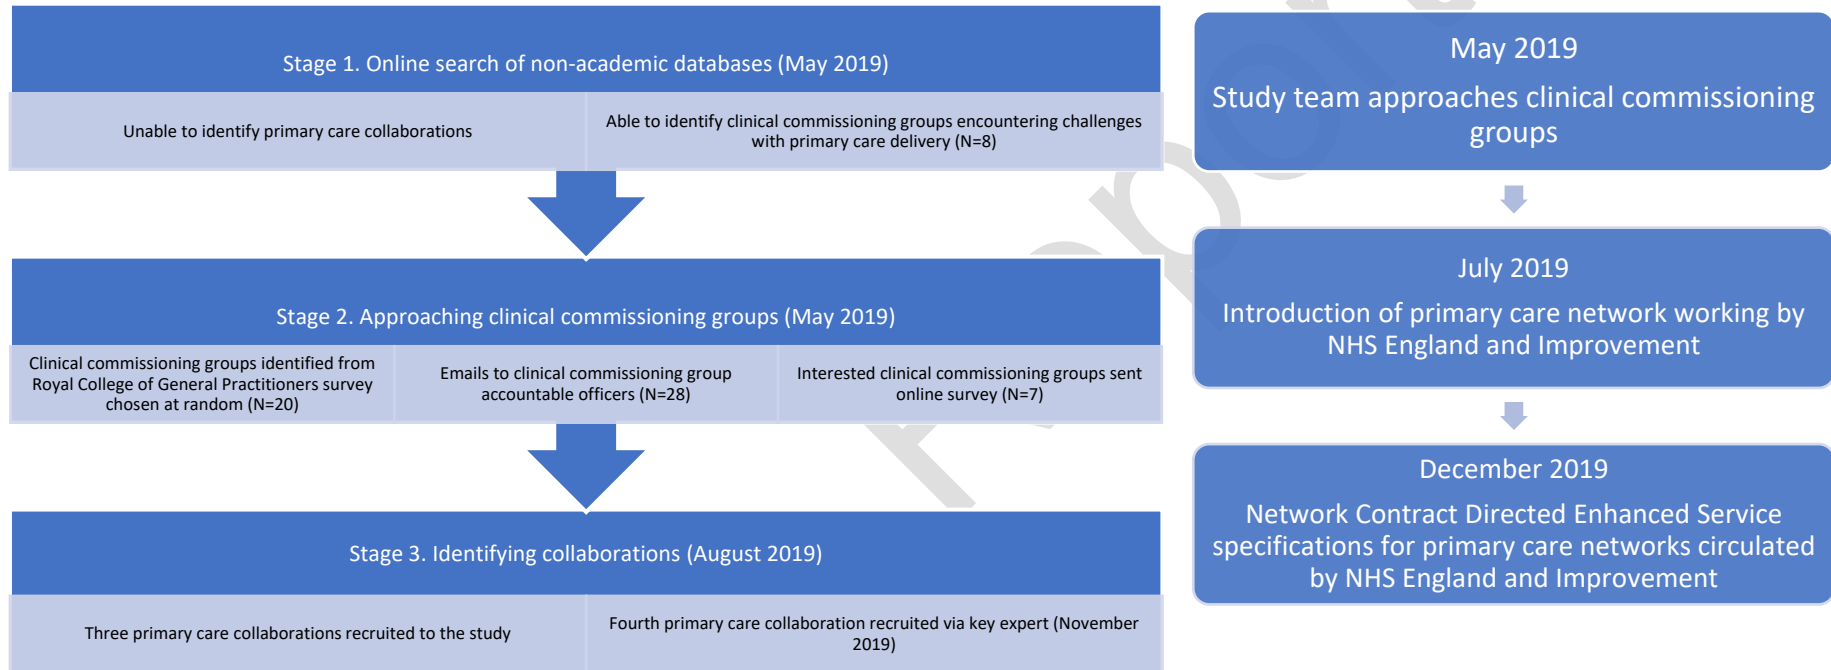 Stage 1. Online search of non-academic databases (May 2019)
Unable to identify primary care collaborations
Able to identify clinical commissioning groups encountering challenges
with primary care delivery (N=8)
Stage 2. Approaching clinical commissioning groups (May 2019)
Clinical commissioning groups identified from
Royal College of General Practitioners survey
chosen at random (N=20)
Emails to clinical commissioning group
accountable officers (N=28)
Interested clinical commissioning groups sent
online survey (N=7)
Stage 3. Identifying collaborations (August 2019)
Three primary care collaborations recruited to the study
Fourth primary care collaboration recruited via key expert (November
2019)
May 2019
Study team approaches clinical commissioning
groups
July 2019
Introduction of primary care network working by
NHS England and Improvement
December 2019
Network Contract Directed Enhanced Service
specifications for primary care networks circulated
by NHS England and Improvement